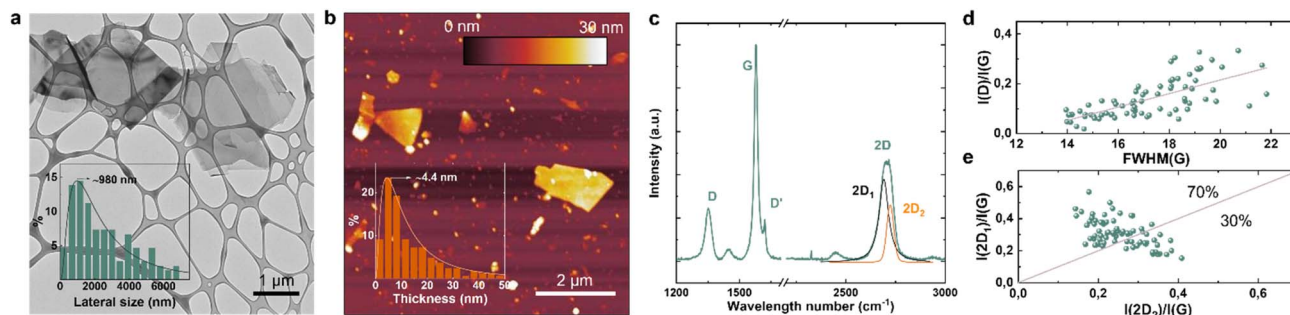 a
15
10
5
%
~980 nm
0 2000 4000 6000
Lateral size (nm)
1 µm
b
0 nm
30 nm
20
10
%
~4.4 nm
0 10 20 30 40 50
Thickness (nm)
2 µm
c
Intensity (a.u.)
D
G
D'
2D
2D₁
2D₂
1200 1500 2500 3000
Wavelength number (cm⁻¹)
d
I(D)/I(G)
0,4
0,2
0,0
14 16 18 20 22
FWHM(G)
e
I(2D₁)/I(G)
0,6
0,4
0,2
0,0
70%
30%
0,0 0,2 0,4 0,6
I(2D₂)/I(G)